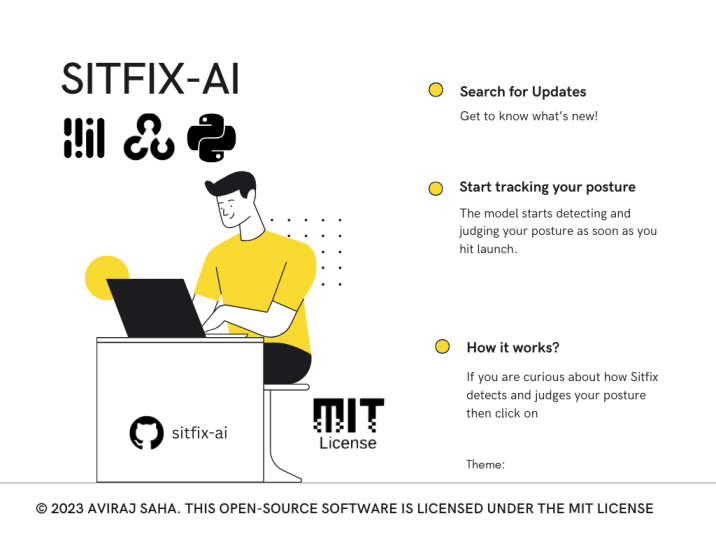 SITFIX-AI
sitfix-ai
MIT
License
Search for Updates
Get to know what’s new!
Start tracking your posture
The model starts detecting and
judging your posture as soon as you
hit launch.
How it works?
If you are curious about how Sitfix
detects and judges your posture
then click on
Theme:
© 2023 AVIRAJ SAHA. THIS OPEN-SOURCE SOFTWARE IS LICENSED UNDER THE MIT LICENSE